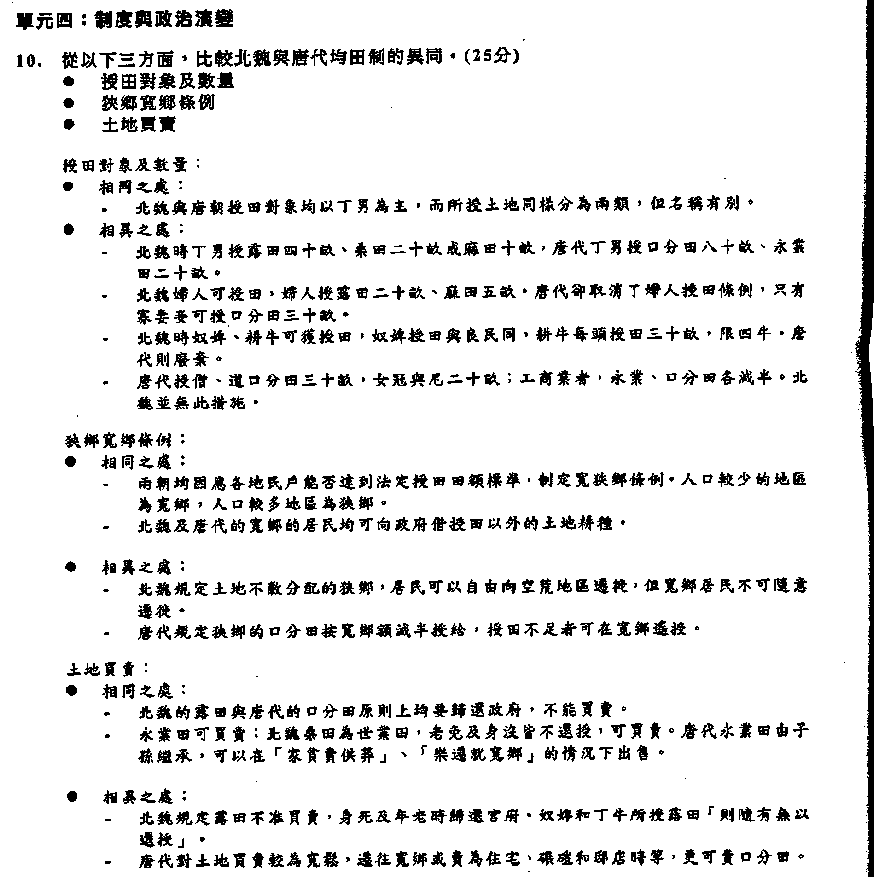 單元四：制度與政治演變
10. 從以下三方面，比較北魏與唐代均田制的異同。(25分)
● 授田對象及數量
● 狹鄉寬鄉條例
● 土地買賣
授田對象及數量：
● 相同之處：
- 北魏與唐朝授田對象均以丁男為主，而所授土地同樣分為兩類，但名稱有別。
● 相異之處：
- 北魏時丁男授露田四十畝、桑田二十畝或麻田十畝，唐代丁男授口分田八十畝、永業
田二十畝。
- 北魏婦人可授田，婦人授露田二十畝、麻田五畝。唐代卻取消了婦人授田條例，只有
寡妻妾可授口分田三十畝。
- 北魏時奴婢、耕牛可獲授田，奴婢授田與良民同，耕牛每頭授田三十畝，限四牛。唐
代則廢棄。
- 唐代授僧、道口分田三十畝，女冠與尼二十畝；工商業者，永業、口分田各減半。北
魏並無此措施。
狹鄉寬鄉條例：
● 相同之處：
- 兩朝均因應各地民戶能否達到法定授田田額標準，制定寬狹鄉條例。人口較少的地區
為寬鄉，人口較多地區為狹鄉。
- 北魏及唐代的寬鄉的居民均可向政府借授田以外的土地耕種。
● 相異之處：
- 北魏規定土地不敷分配的狹鄉，居民可以自由向空荒地區遷徙，但寬鄉居民不可隨意
遷徙。
- 唐代規定狹鄉的口分田按寬鄉額減半授給，授田不足者可在寬鄉遙授。
土地買賣：
● 相同之處：
- 北魏的露田與唐代的口分田原則上均要歸還政府，不能買賣。
- 永業田可買賣：北魏桑田為世業田，老免及身沒皆不還授，可買賣。唐代永業田由子
孫繼承，可以在「家貧賣供葬」、「樂遷就寬鄉」的情況下出售。
● 相異之處：
- 北魏規定露田不准買賣，身死及年老時歸還官府。奴婢和丁牛所授露田「則隨有無以
還授」。
- 唐代對土地買賣較為寬鬆，遷往寬鄉或賣為住宅、碾磑和邸店時等，更可賣口分田。